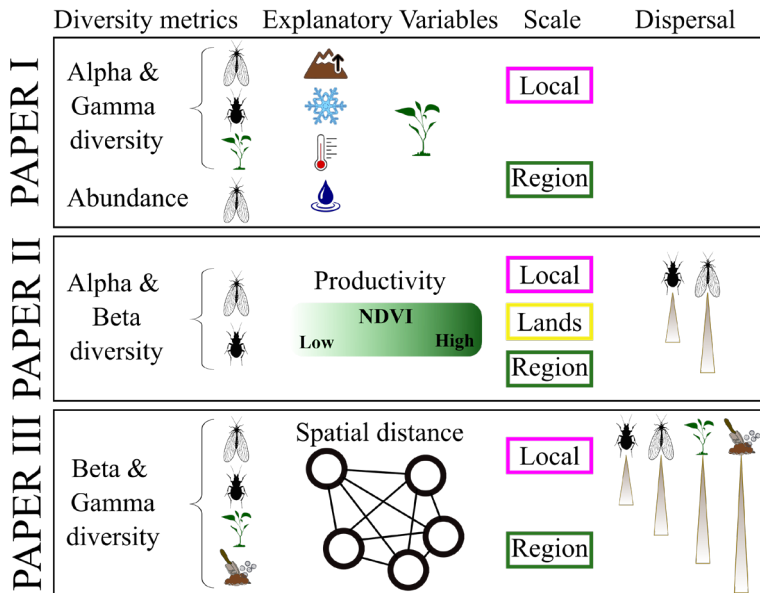 Diversity metrics Explanatory Variables Scale Dispersal
PAPER I
Alpha &
Gamma
diversity
Abundance
Local
Region
PAPER II
Alpha &
Beta
diversity
Productivity
NDVI
Low High
Local
Lands
Region
PAPER III
Beta &
Gamma
diversity
Spatial distance
Local
Region